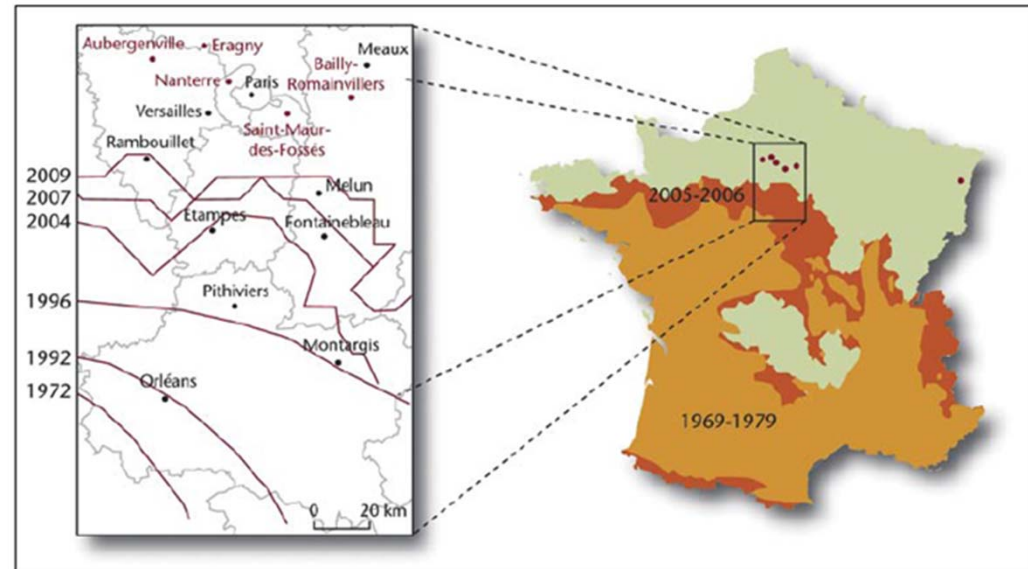 Aubergenville
Eragny
Meaux
Bailly-
Romainvilliers
Nanterre
Paris
Versailles
Saint-Maur-
des-Fossés
Rambouillet
2009
Melun
2007
Etampes
2004
Fontainebleau
Pithiviers
1996
Montargis
1992
Orléans
1972
0 20 km
2005-2006
1969-1979